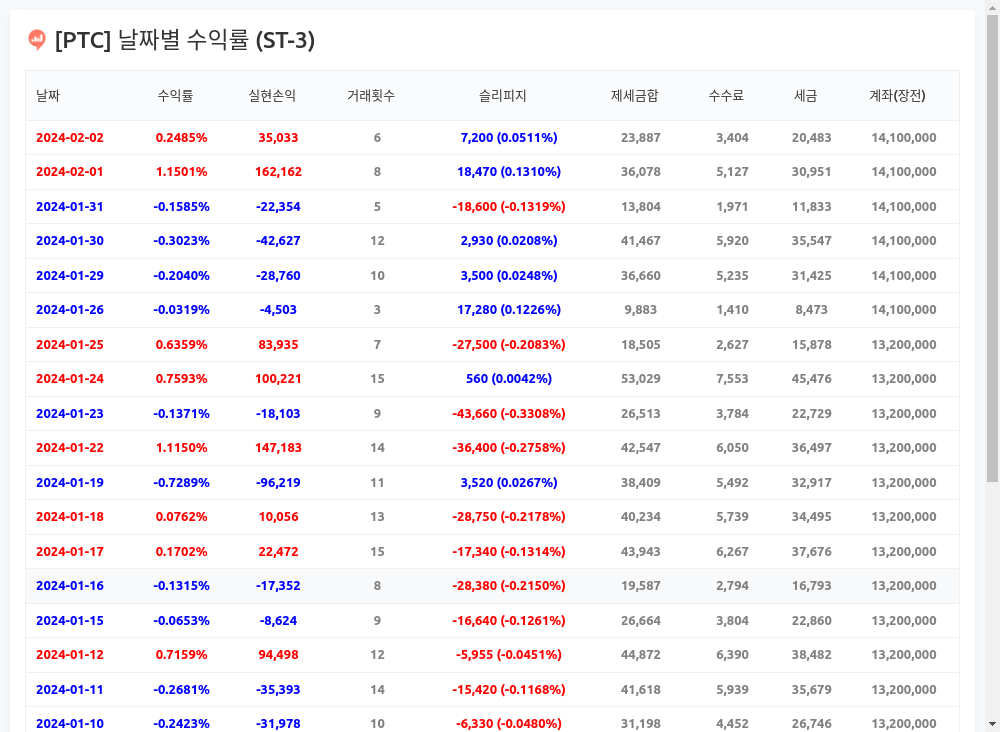 [PTC] 날짜별 수익률 (ST-3)
날짜 수익률 실현손익 거래횟수 슬리피지 제세금합 수수료 세금 계좌(장전)
2024-02-02 0.2485% 35,033 6 7,200 (0.0511%) 23,887 3,404 20,483 14,100,000
2024-02-01 1.1501% 162,162 8 18,470 (0.1310%) 36,078 5,127 30,951 14,100,000
2024-01-31 -0.1585% -22,354 5 -18,600 (-0.1319%) 13,804 1,971 11,833 14,100,000
2024-01-30 -0.3023% -42,627 12 2,930 (0.0208%) 41,467 5,920 35,547 14,100,000
2024-01-29 -0.2040% -28,760 10 3,500 (0.0248%) 36,660 5,235 31,425 14,100,000
2024-01-26 -0.0319% -4,503 3 17,280 (0.1226%) 9,883 1,410 8,473 14,100,000
2024-01-25 0.6359% 83,935 7 -27,500 (-0.2083%) 18,505 2,627 15,878 13,200,000
2024-01-24 0.7593% 100,221 15 560 (0.0042%) 53,029 7,553 45,476 13,200,000
2024-01-23 -0.1371% -18,103 9 -43,660 (-0.3308%) 26,513 3,784 22,729 13,200,000
2024-01-22 1.1150% 147,183 14 -36,400 (-0.2758%) 42,547 6,050 36,497 13,200,000
2024-01-19 -0.7289% -96,219 11 3,520 (0.0267%) 38,409 5,492 32,917 13,200,000
2024-01-18 0.0762% 10,056 13 -28,750 (-0.2178%) 40,234 5,739 34,495 13,200,000
2024-01-17 0.1702% 22,472 15 -17,340 (-0.1314%) 43,943 6,267 37,676 13,200,000
2024-01-16 -0.1315% -17,352 8 -28,380 (-0.2150%) 19,587 2,794 16,793 13,200,000
2024-01-15 -0.0653% -8,624 9 -16,640 (-0.1261%) 26,664 3,804 22,860 13,200,000
2024-01-12 0.7159% 94,498 12 -5,955 (-0.0451%) 44,872 6,390 38,482 13,200,000
2024-01-11 -0.2681% -35,393 14 -15,420 (-0.1168%) 41,618 5,939 35,679 13,200,000
2024-01-10 -0.2423% -31,978 10 -6,330 (-0.0480%) 31,198 4,452 26,746 13,200,000